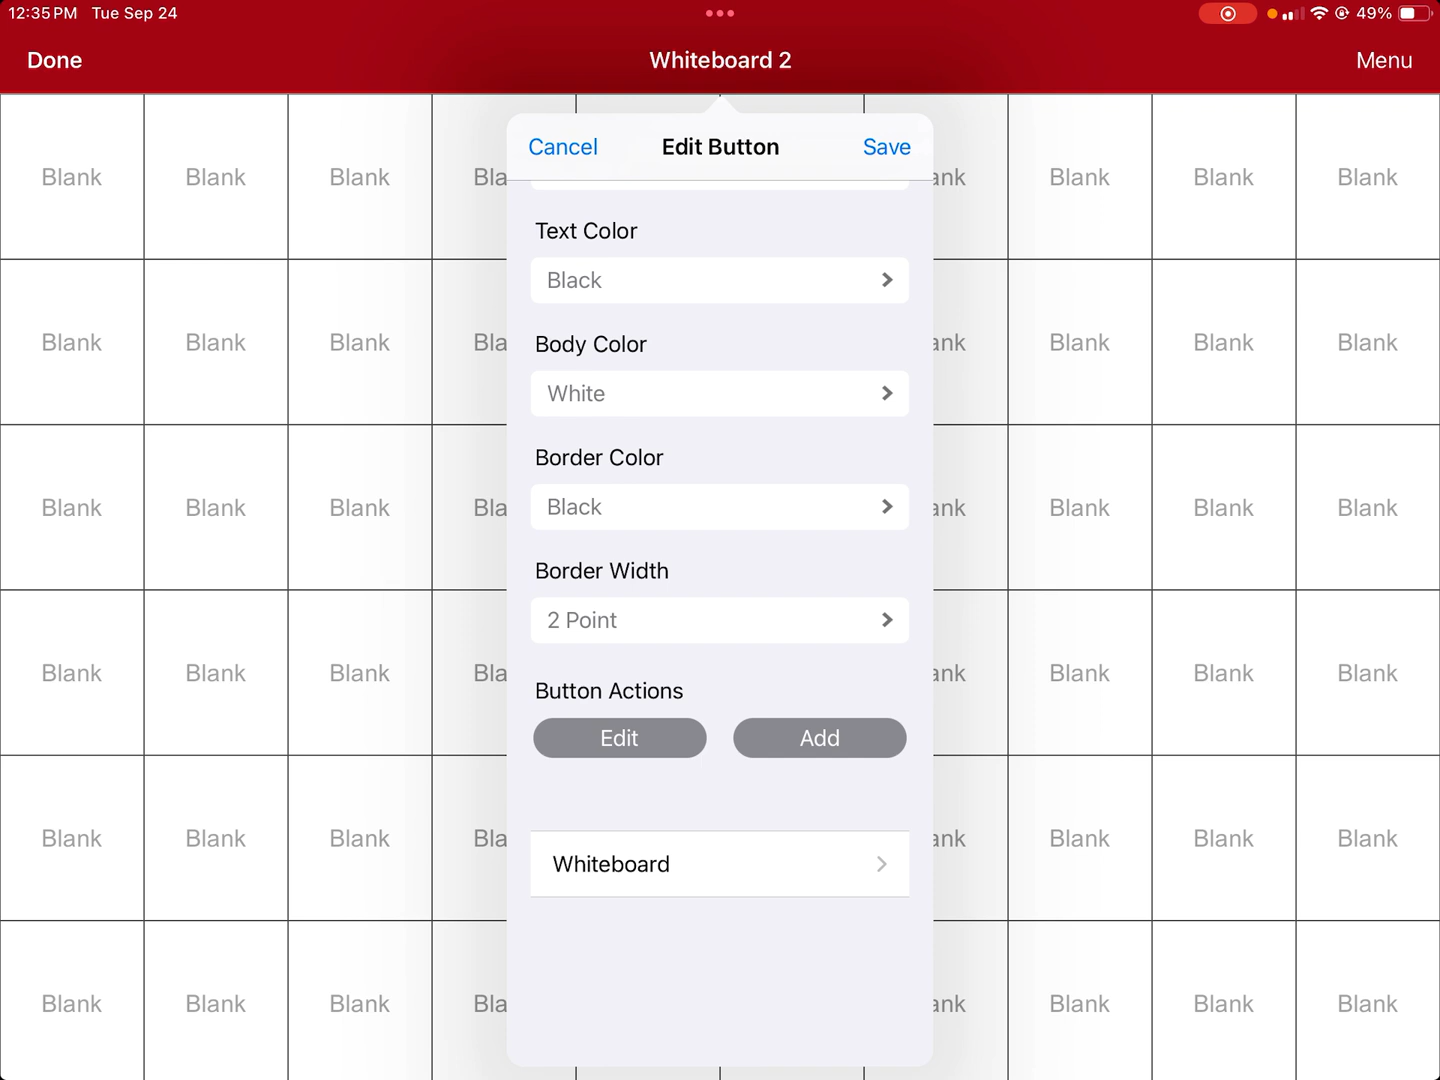 12:35 PM Tue Sep 24 49%
Done Whiteboard 2 Menu
Cancel Edit Button Save
Blank Blank Blank Bla ank Blank Blank Blank
Text Color
Black
Blank Blank Blank Bla ank Blank Blank Blank
Body Color
White
Border Color
Blank Blank Blank Bla Black ank Blank Blank Blank
Border Width
2 Point
Blank Blank Blank Bla ank Blank Blank Blank
Button Actions
Edit Add
Blank Blank Blank Bla ank Blank Blank Blank
Whiteboard
Blank Blank Blank Bla ank Blank Blank Blank